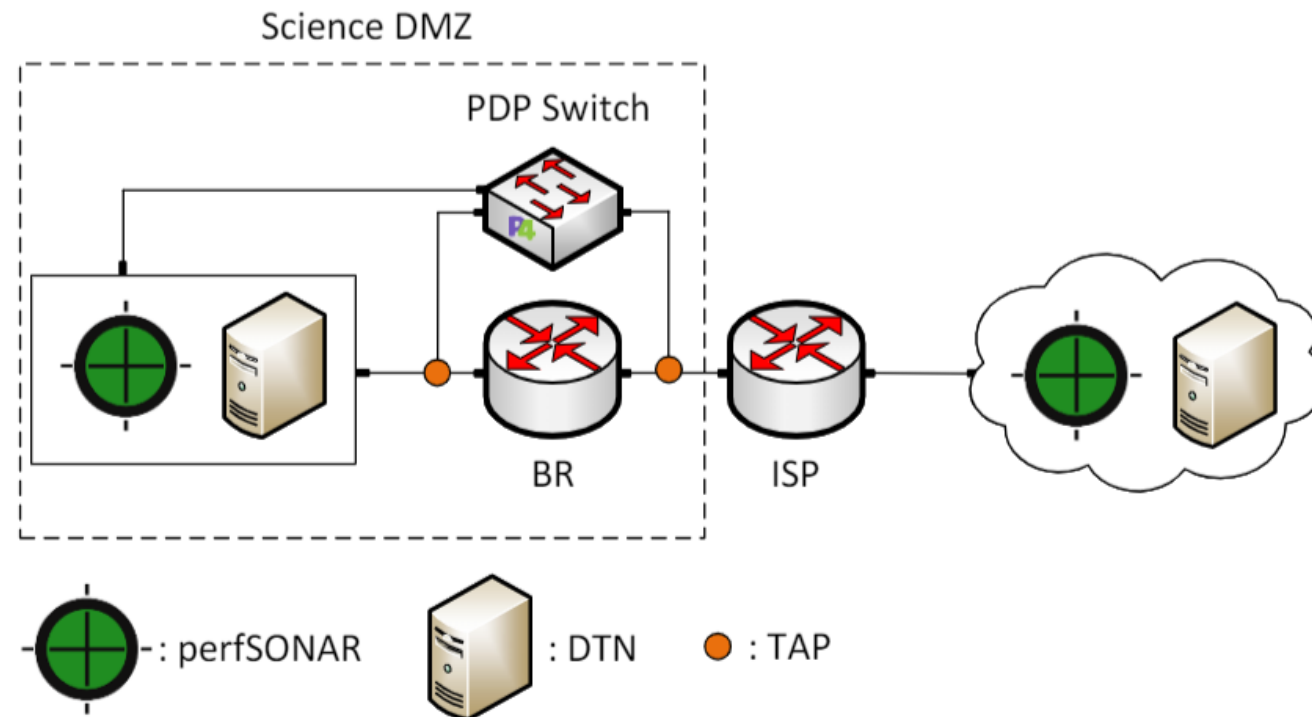 Science DMZ
PDP Switch
P4
BR
ISP
: perfSONAR
: DTN
: TAP